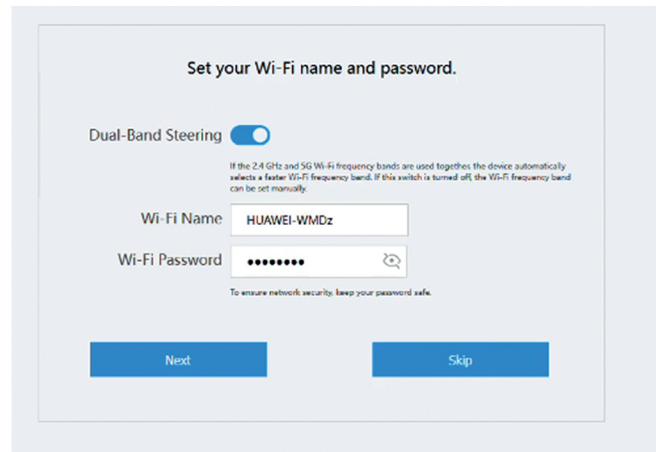 Set your Wi-Fi name and password.
Dual-Band Steering
If the 2.4 GHz and 5G Wi-Fi frequency bands are used togethes the device automatically
selects a faster Wi-Fi frequency band. If this switch is turned off, the Wi-Fi frequency band
can be set manually.
Wi-Fi Name HUAWEI-WMDz
Wi-Fi Password ●●●●●●●●
To ensure network security, keep your password safe.
Next Skip